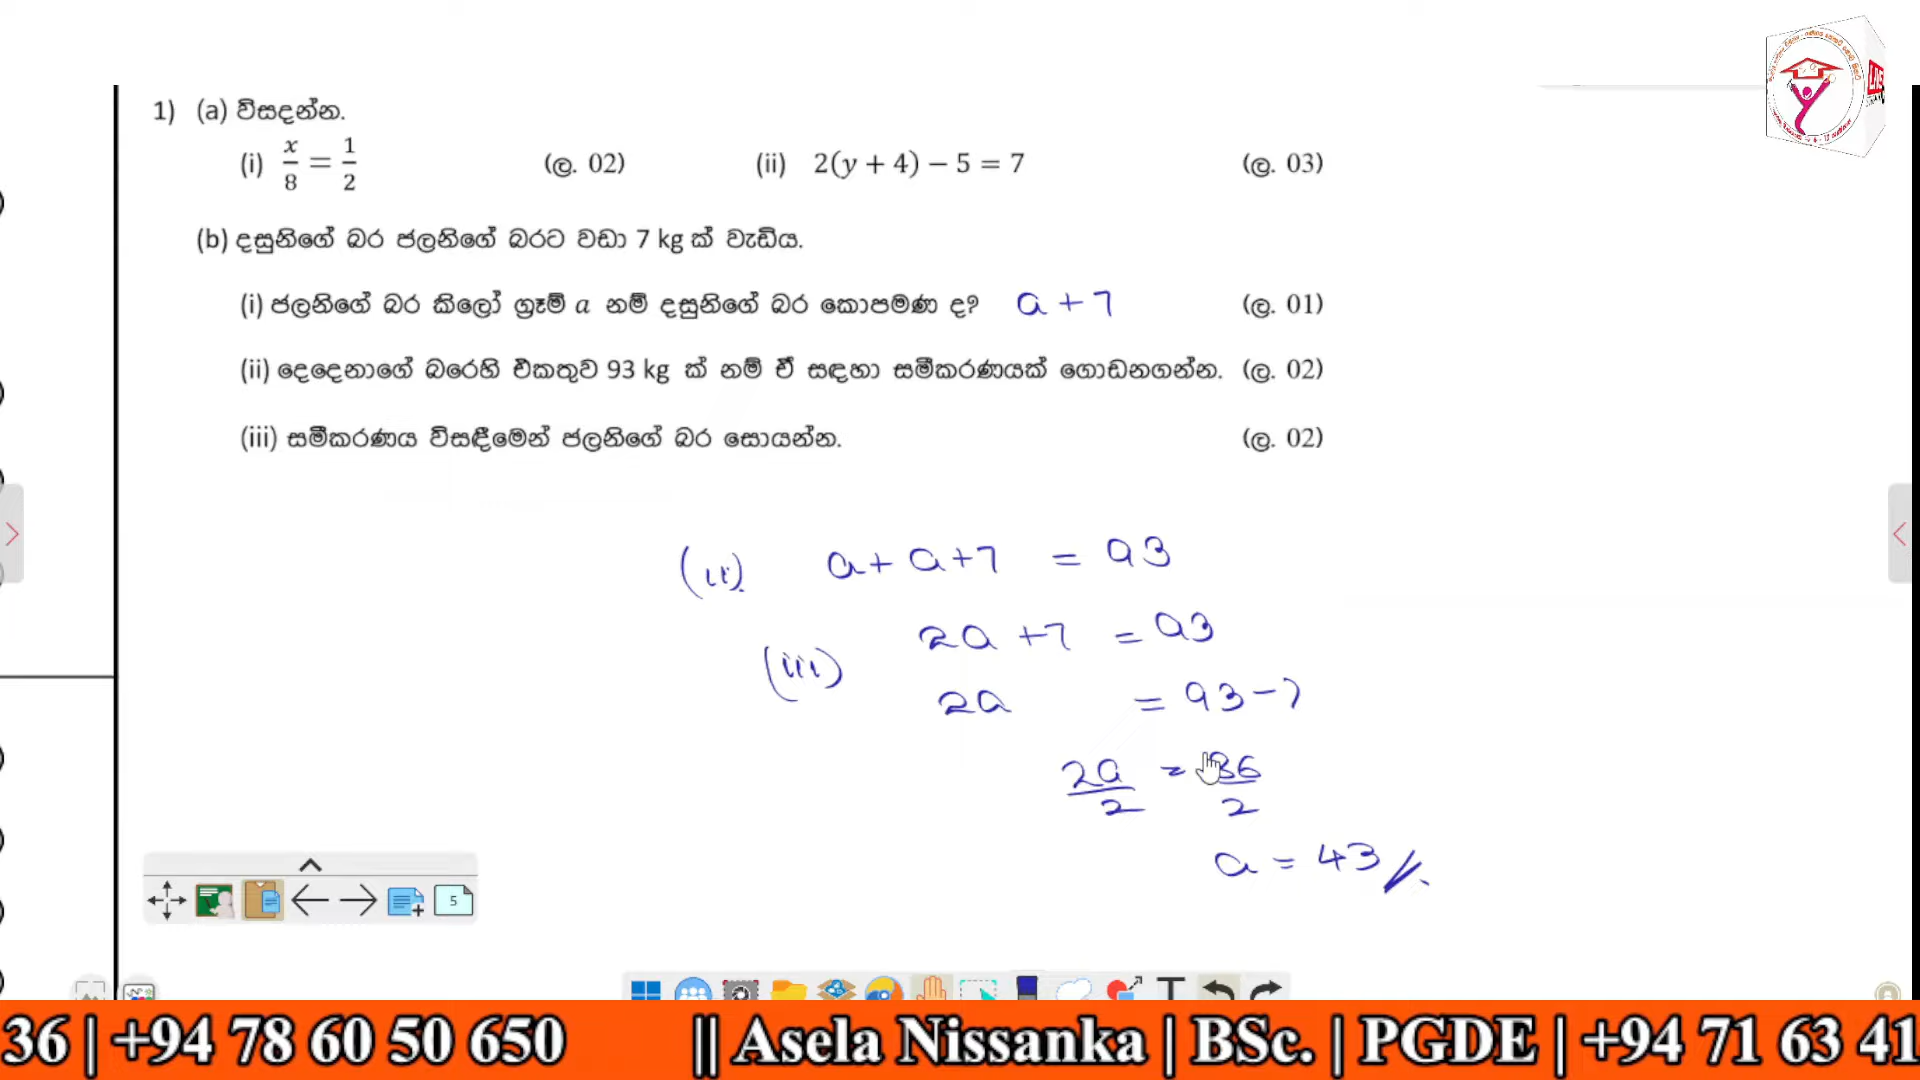 1) (a) විසදන්න.
(i) x/8 = 1/2 (ල. 02) (ii) 2(y + 4) − 5 = 7 (ල. 03)
(b) දසුනිගේ බර ජලනිගේ බරට වඩා 7 kg ක් වැඩිය.
(i) ජලනිගේ බර කිලෝ ග්‍රෑම් a නම් දසුනිගේ බර කොපමණ ද? a + 7 (ල. 01)
(ii) දෙදෙනාගේ බරෙහි එකතුව 93 kg ක් නම් ඒ සඳහා සමීකරණයක් ගොඩනගන්න. (ල. 02)
(iii) සමීකරණය විසඳීමෙන් ජලනිගේ බර සොයන්න. (ල. 02)
(ii). a + a + 7 = 93
2a + 7 = 93
(iii)
2a = 93 − 7
2a/2 = 86/2
a = 43
5
36 | +94 78 60 50 650 || Asela Nissanka | BSc. | PGDE | +94 71 63 41